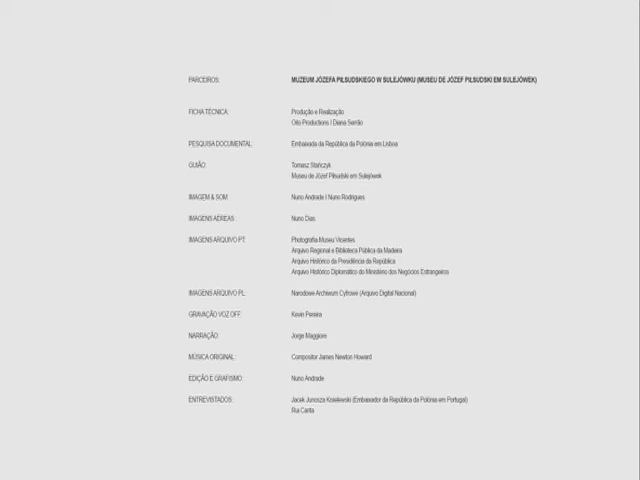 PARCEIROS: MUZEUM JÓZEFA PIŁSUDSKIEGO W SULEJÓWKU (MUSEU DE JÓZEF PIŁSUDSKI EM SULEJÓWEK)
FICHA TÉCNICA: Produção e Realização
Oito Productions I Diana Serrão
PESQUISA DOCUMENTAL: Embaixada da República da Polónia em Lisboa
GUIÃO: Tomasz Stańczyk
Museu de Józef Piłsudski em Sulejówek
IMAGEM & SOM: Nuno Andrade I Nuno Rodrigues
IMAGENS AÉREAS : Nuno Dias
IMAGENS ARQUIVO PT: Photografia Museu Vicentes
Arquivo Regional e Biblioteca Pública da Madeira
Arquivo Histórico da Presidência da República
Arquivo Histórico Diplomático do Ministério dos Negócios Estrangeiros
IMAGENS ARQUIVO PL: Narodowe Archiwum Cyfrowe (Arquivo Digital Nacional)
GRAVAÇÃO VOZ OFF: Kevin Pereira
NARRAÇÃO: Jorge Maggiore
MÚSICA ORIGINAL : Compositor James Newton Howard
EDIÇÃO E GRAFISMO: Nuno Andrade
ENTREVISTADOS : Jacek Junosza Kisielewski (Embaixador da República da Polónia em Portugal)
Rui Carita